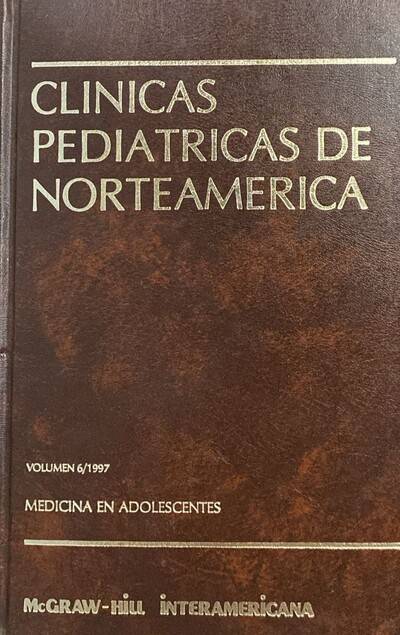 CLINICAS
PEDIATRICAS DE
NORTEAMERICA
VOLUMEN 6/1997
MEDICINA EN ADOLESCENTES
McGRAW-HiLL INTERAMERICANA